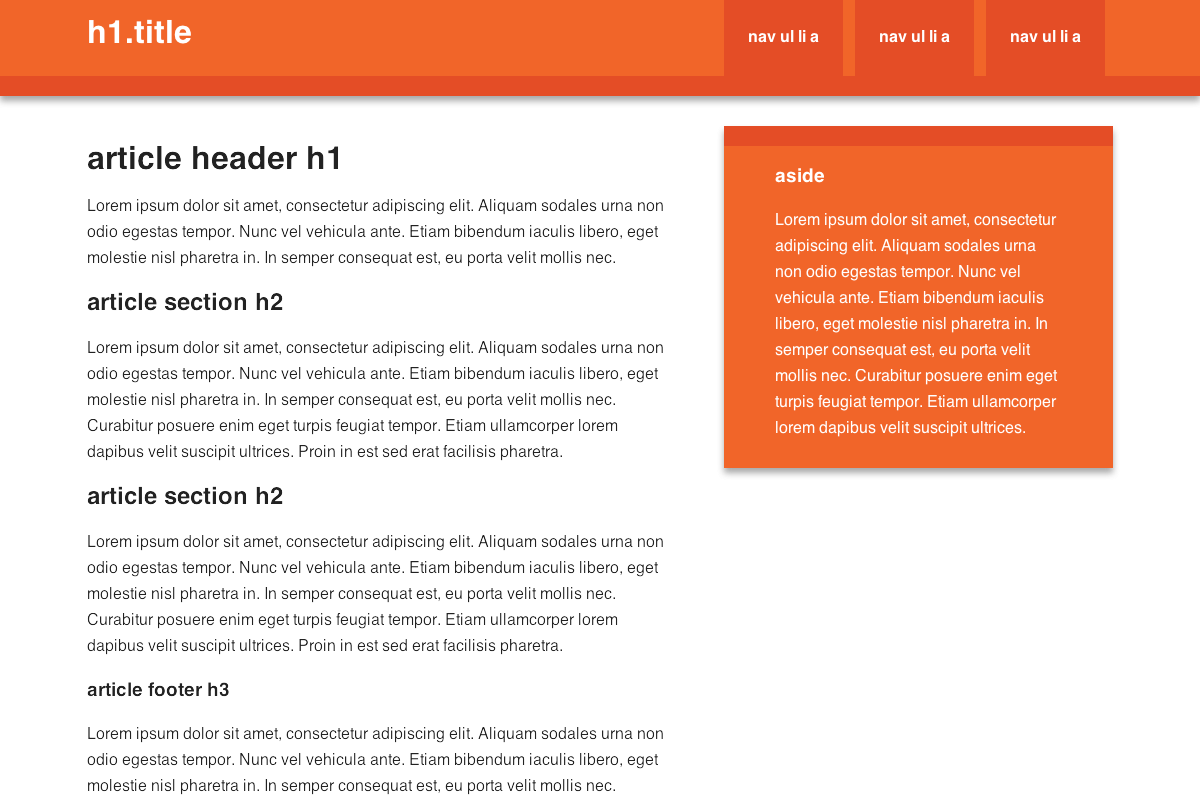 h1.title
nav ul li a
nav ul li a
nav ul li a
article header h1
Lorem ipsum dolor sit amet, consectetur adipiscing elit. Aliquam sodales urna non
odio egestas tempor. Nunc vel vehicula ante. Etiam bibendum iaculis libero, eget
molestie nisl pharetra in. In semper consequat est, eu porta velit mollis nec.
article section h2
Lorem ipsum dolor sit amet, consectetur adipiscing elit. Aliquam sodales urna non
odio egestas tempor. Nunc vel vehicula ante. Etiam bibendum iaculis libero, eget
molestie nisl pharetra in. In semper consequat est, eu porta velit mollis nec.
Curabitur posuere enim eget turpis feugiat tempor. Etiam ullamcorper lorem
dapibus velit suscipit ultrices. Proin in est sed erat facilisis pharetra.
article section h2
Lorem ipsum dolor sit amet, consectetur adipiscing elit. Aliquam sodales urna non
odio egestas tempor. Nunc vel vehicula ante. Etiam bibendum iaculis libero, eget
molestie nisl pharetra in. In semper consequat est, eu porta velit mollis nec.
Curabitur posuere enim eget turpis feugiat tempor. Etiam ullamcorper lorem
dapibus velit suscipit ultrices. Proin in est sed erat facilisis pharetra.
article footer h3
Lorem ipsum dolor sit amet, consectetur adipiscing elit. Aliquam sodales urna non
odio egestas tempor. Nunc vel vehicula ante. Etiam bibendum iaculis libero, eget
molestie nisl pharetra in. In semper consequat est, eu porta velit mollis nec.
aside
Lorem ipsum dolor sit amet, consectetur
adipiscing elit. Aliquam sodales urna
non odio egestas tempor. Nunc vel
vehicula ante. Etiam bibendum iaculis
libero, eget molestie nisl pharetra in. In
semper consequat est, eu porta velit
mollis nec. Curabitur posuere enim eget
turpis feugiat tempor. Etiam ullamcorper
lorem dapibus velit suscipit ultrices.